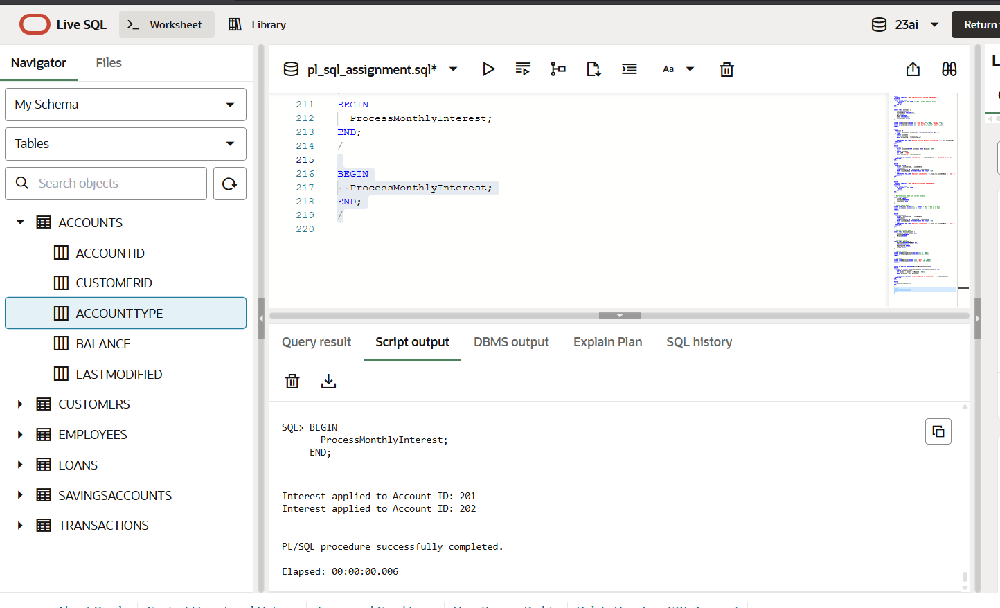 Live SQL
Worksheet
Library
23ai
Return
Navigator
Files
My Schema
Tables
Search objects
ACCOUNTS
ACCOUNTID
CUSTOMERID
ACCOUNTTYPE
BALANCE
LASTMODIFIED
CUSTOMERS
EMPLOYEES
LOANS
SAVINGSACCOUNTS
TRANSACTIONS
pl_sql_assignment.sql*
Aa
211 BEGIN
212 ProcessMonthlyInterest;
213 END;
214 /
215
216 BEGIN
217 ProcessMonthlyInterest;
218 END;
219 /
220
Query result
Script output
DBMS output
Explain Plan
SQL history
SQL> BEGIN
ProcessMonthlyInterest;
END;
Interest applied to Account ID: 201
Interest applied to Account ID: 202
PL/SQL procedure successfully completed.
Elapsed: 00:00:00.006